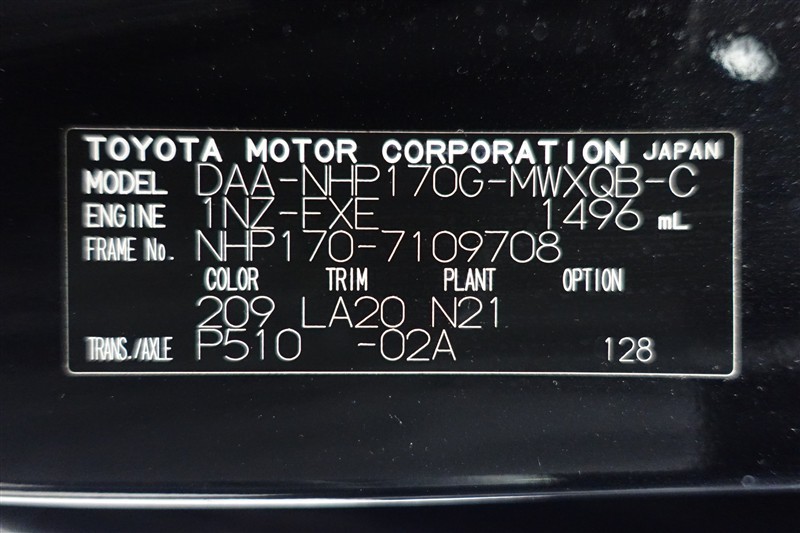 TOYOTA MOTOR CORPORATION JAPAN
MODEL DAA-NHP170G-MWXQB-C
ENGINE 1NZ-FXE 1496 mL
FRAME No. NHP170-7109708
COLOR TRIM PLANT OPTION
209 LA20 N21
TRANS./AXLE P510 -02A 128